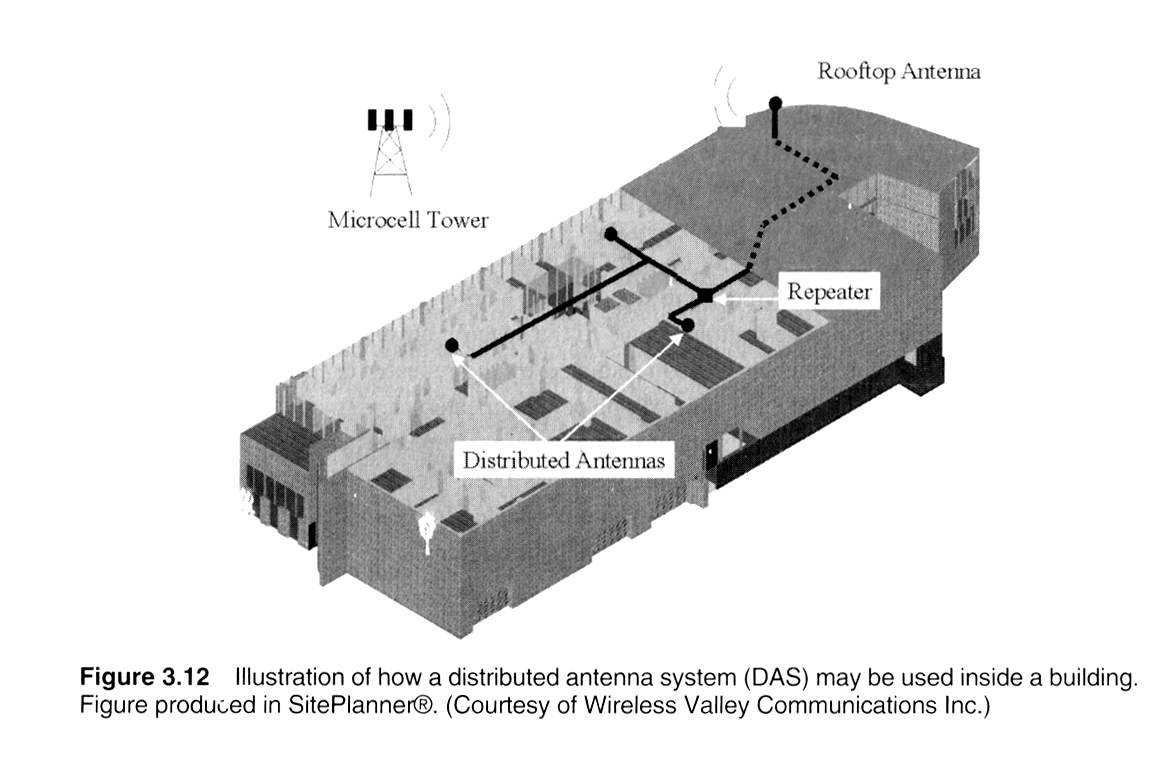 Rooftop Antenna
Microcell Tower
Repeater
Distributed Antennas
Figure 3.12 Illustration of how a distributed antenna system (DAS) may be used inside a building.
Figure produced in SitePlanner®. (Courtesy of Wireless Valley Communications Inc.)